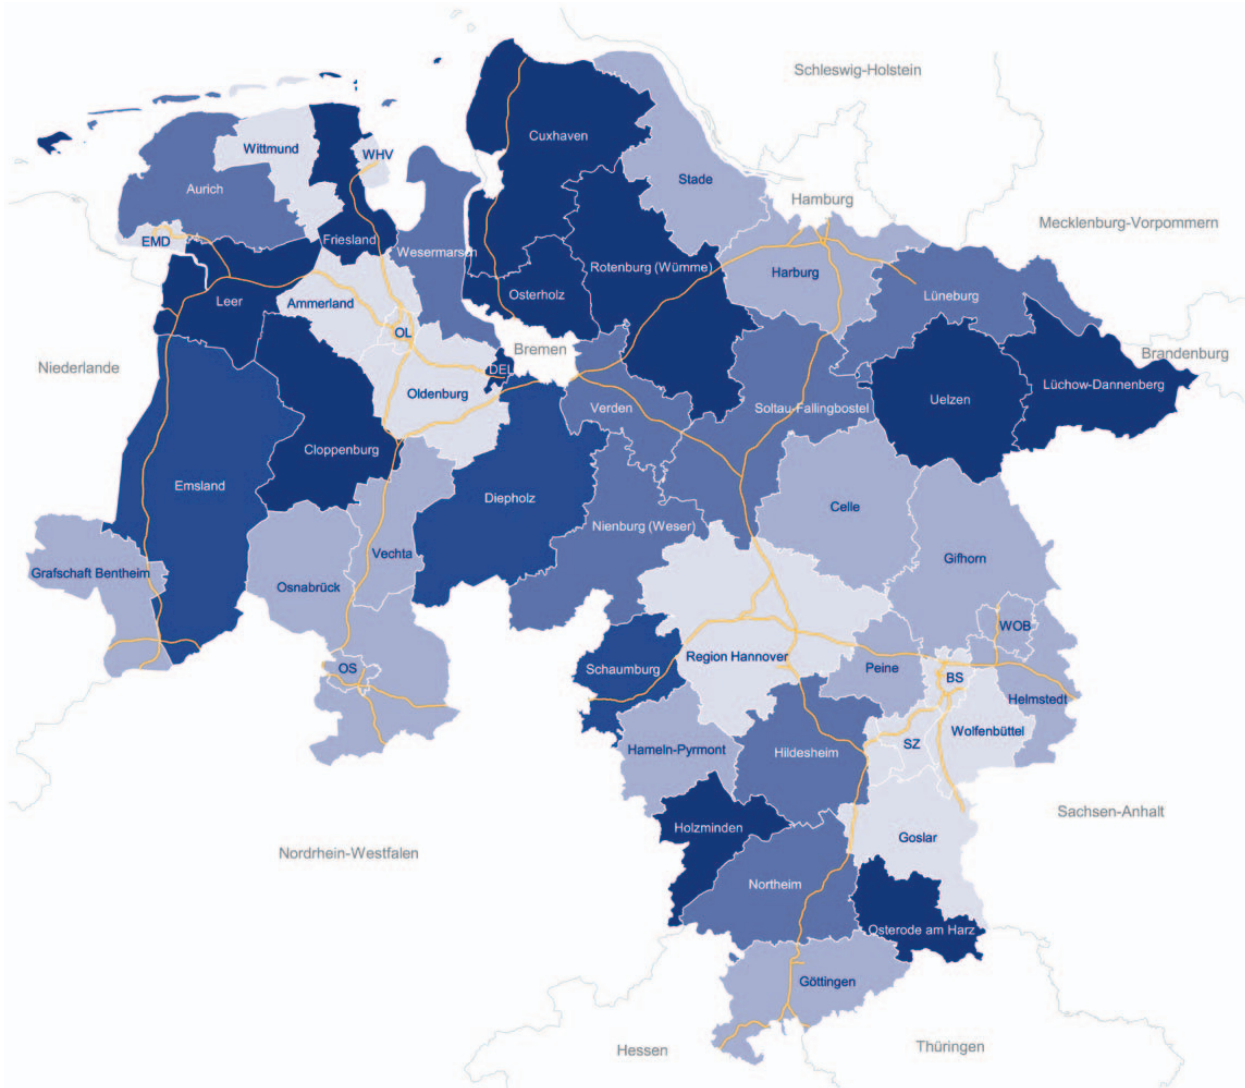 Schleswig-Holstein
Cuxhaven
Wittmund
WHV
Stade
Aurich
Hamburg
Mecklenburg-Vorpommern
EMD
Friesland
Wesermarsch
Rotenburg (Wümme)
Harburg
Osterholz
Lüneburg
Leer
Ammerland
OL
Bremen
Brandenburg
Niederlande
DEL
Lüchow-Dannenberg
Oldenburg
Uelzen
Verden
Soltau-Fallingbostel
Cloppenburg
Emsland
Diepholz
Celle
Nienburg (Weser)
Vechta
Gifhorn
Grafschaft Bentheim
Osnabrück
WOB
Region Hannover
OS
Schaumburg
Peine
BS
Helmstedt
Wolfenbüttel
SZ
Hameln-Pyrmont
Hildesheim
Sachsen-Anhalt
Holzminden
Goslar
Nordrhein-Westfalen
Northeim
Osterode am Harz
Göttingen
Hessen
Thüringen